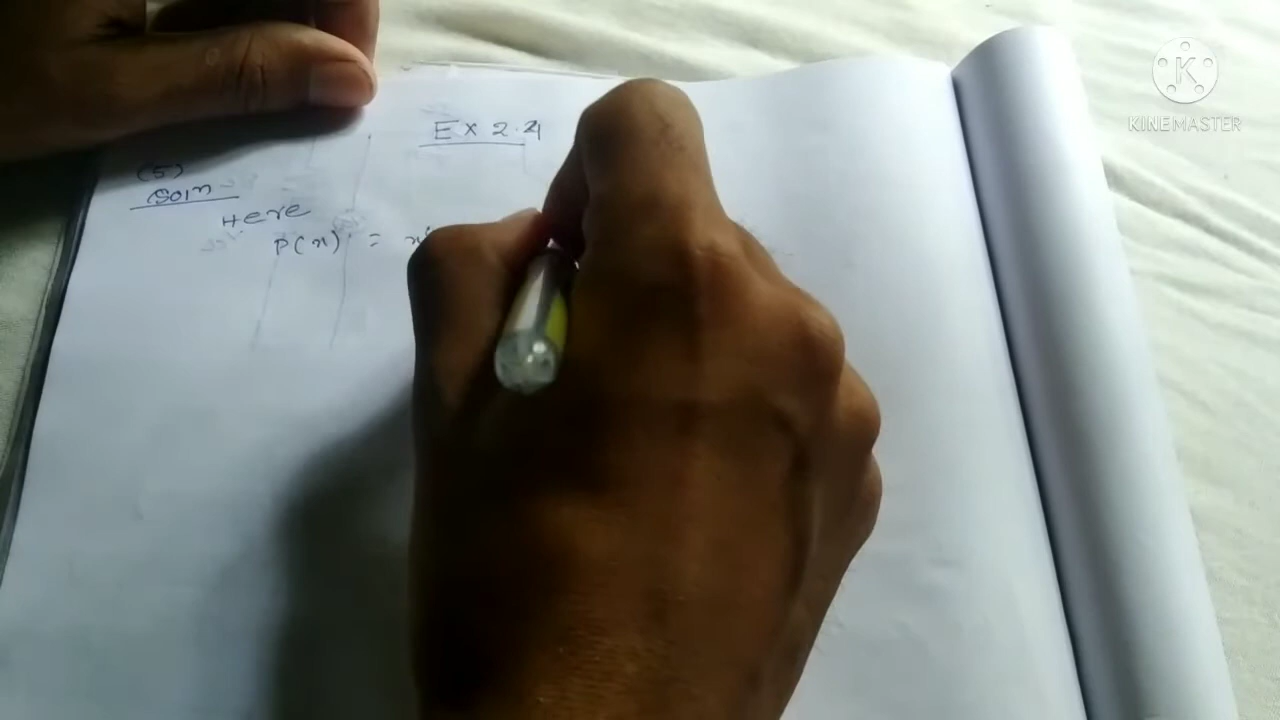 Ex 2.4
(5)
Soln
Here
P(x) = x
K
KINEMASTER